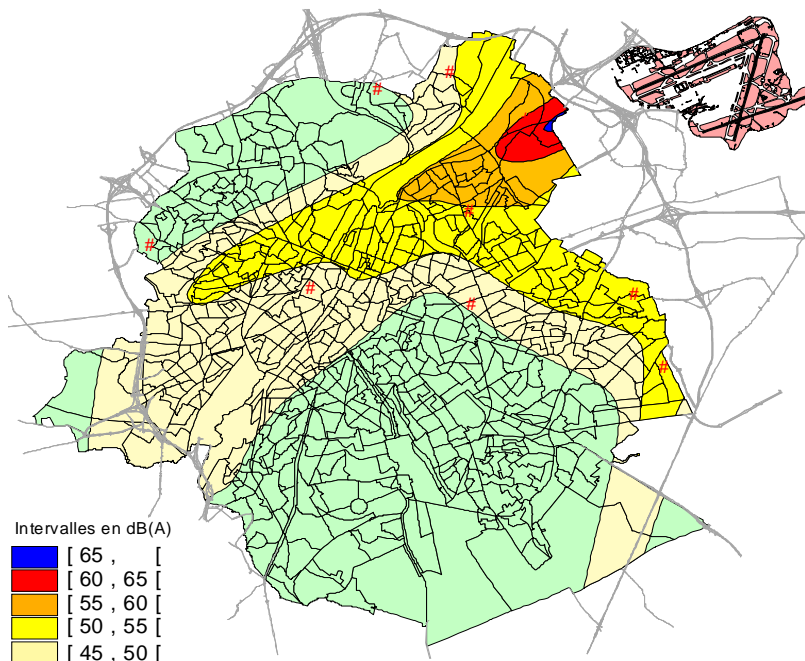 #
#
#
#
#
#
#
#
Intervalles en dB(A)
[ 65 , [
[ 60 , 65 [
[ 55 , 60 [
[ 50 , 55 [
[ 45 , 50 [